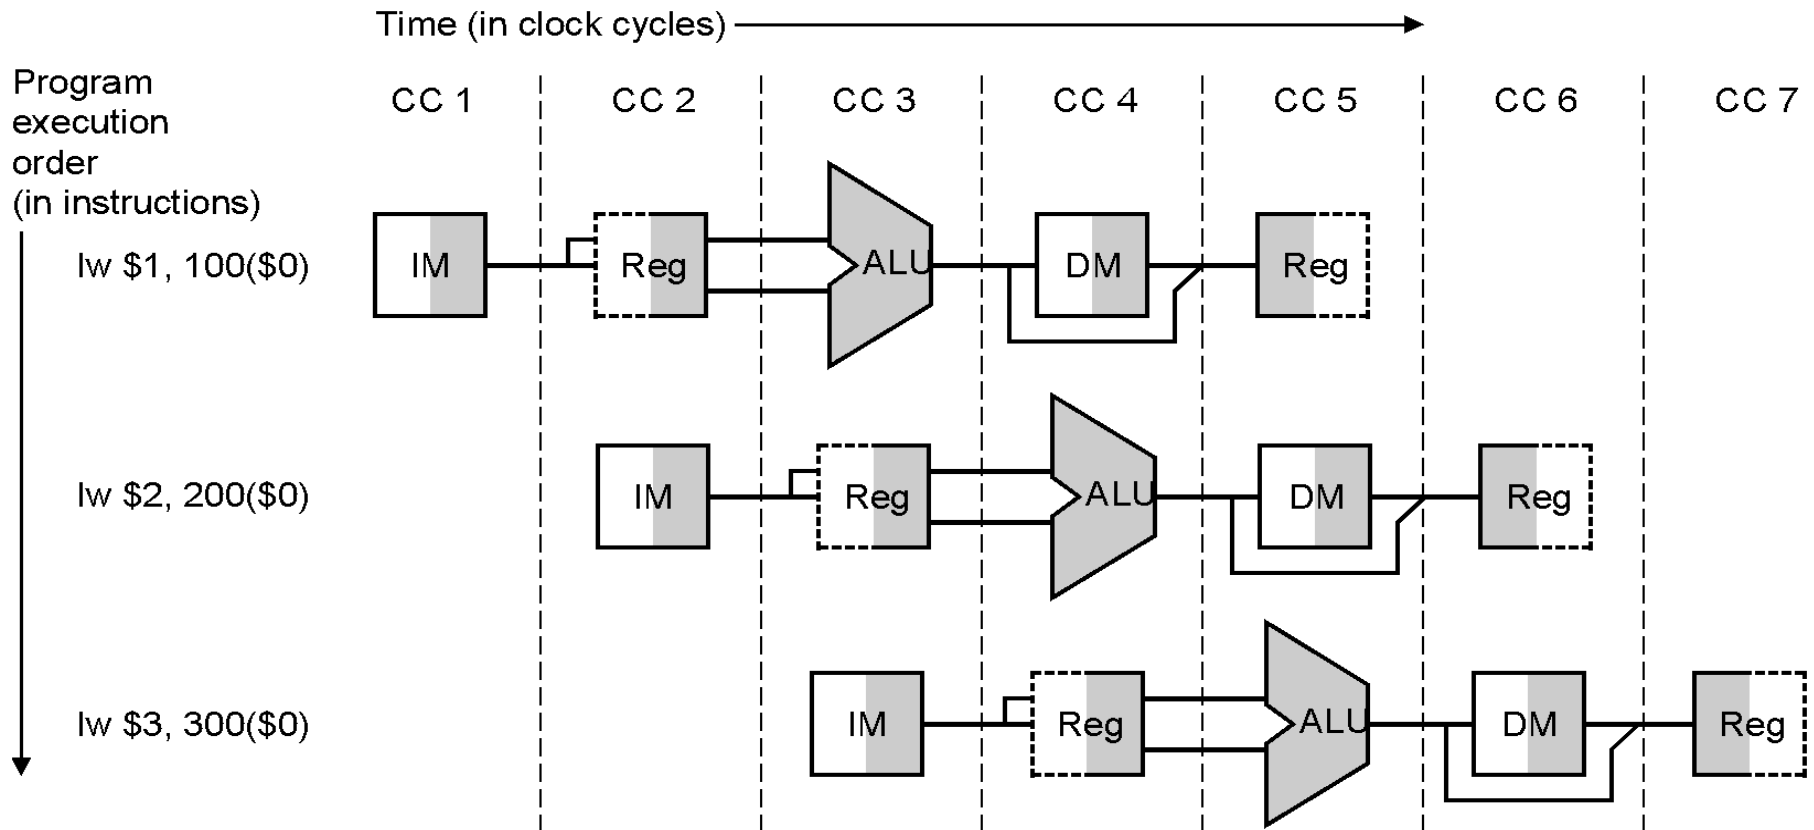 Time (in clock cycles)
Program
execution
order
(in instructions)
CC 1 CC 2 CC 3 CC 4 CC 5 CC 6 CC 7
lw $1, 100($0) IM Reg ALU DM Reg
lw $2, 200($0) IM Reg ALU DM Reg
lw $3, 300($0) IM Reg ALU DM Reg